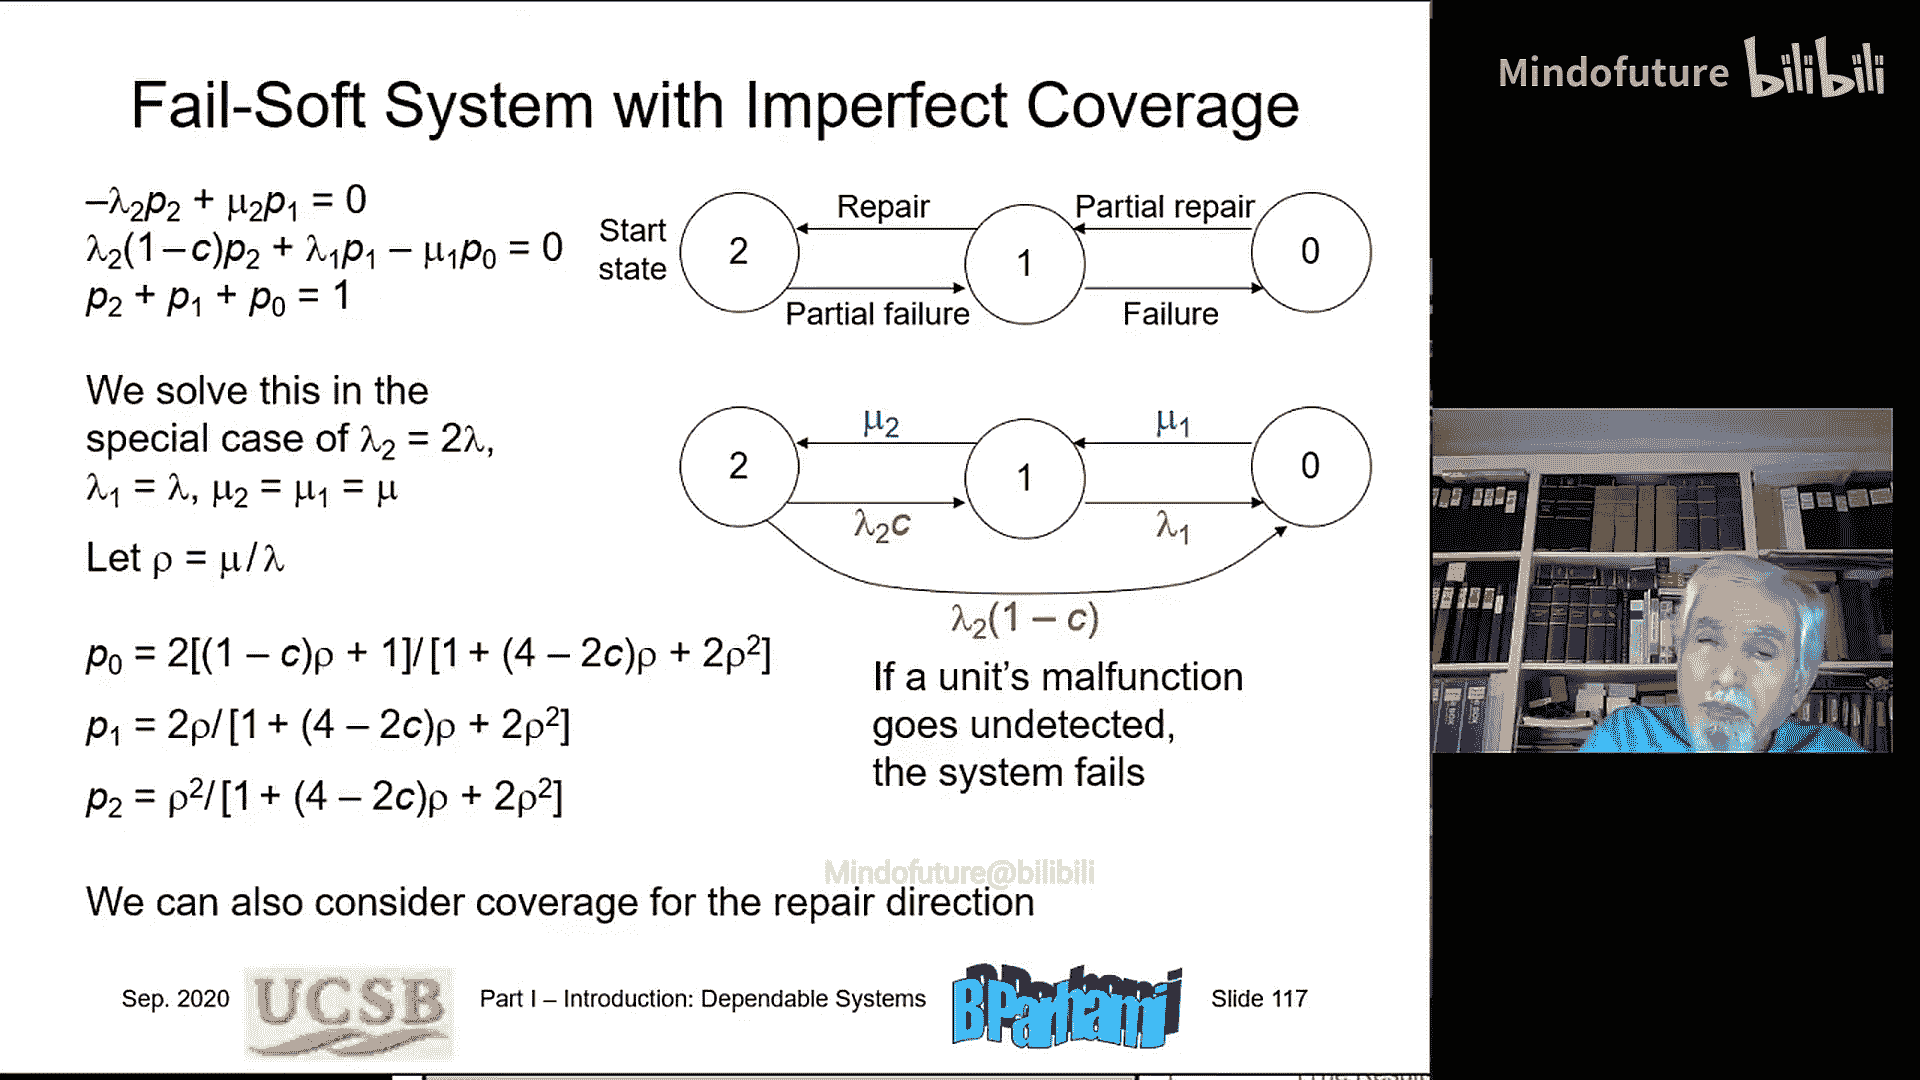 Fail-Soft System with Imperfect Coverage
–λ₂p₂ + μ₂p₁ = 0
λ₂(1–c)p₂ + λ₁p₁ – μ₁p₀ = 0
p₂ + p₁ + p₀ = 1
We solve this in the
special case of λ₂ = 2λ,
λ₁ = λ, μ₂ = μ₁ = μ
Let ρ = μ/λ
p₀ = 2[(1 – c)ρ + 1]/[1 + (4 – 2c)ρ + 2ρ²]
p₁ = 2ρ/[1 + (4 – 2c)ρ + 2ρ²]
p₂ = ρ²/[1 + (4 – 2c)ρ + 2ρ²]
We can also consider coverage for the repair direction
Start
state
2
Repair
1
Partial repair
0
Partial failure
Failure
2
μ₂
1
μ₁
0
λ₂c
λ₁
λ₂(1 – c)
If a unit’s malfunction
goes undetected,
the system fails
Mindofuture@bilibili
Sep. 2020
UCSB
Part I – Introduction: Dependable Systems
B Parhami
Slide 117
Mindofuture bilibili